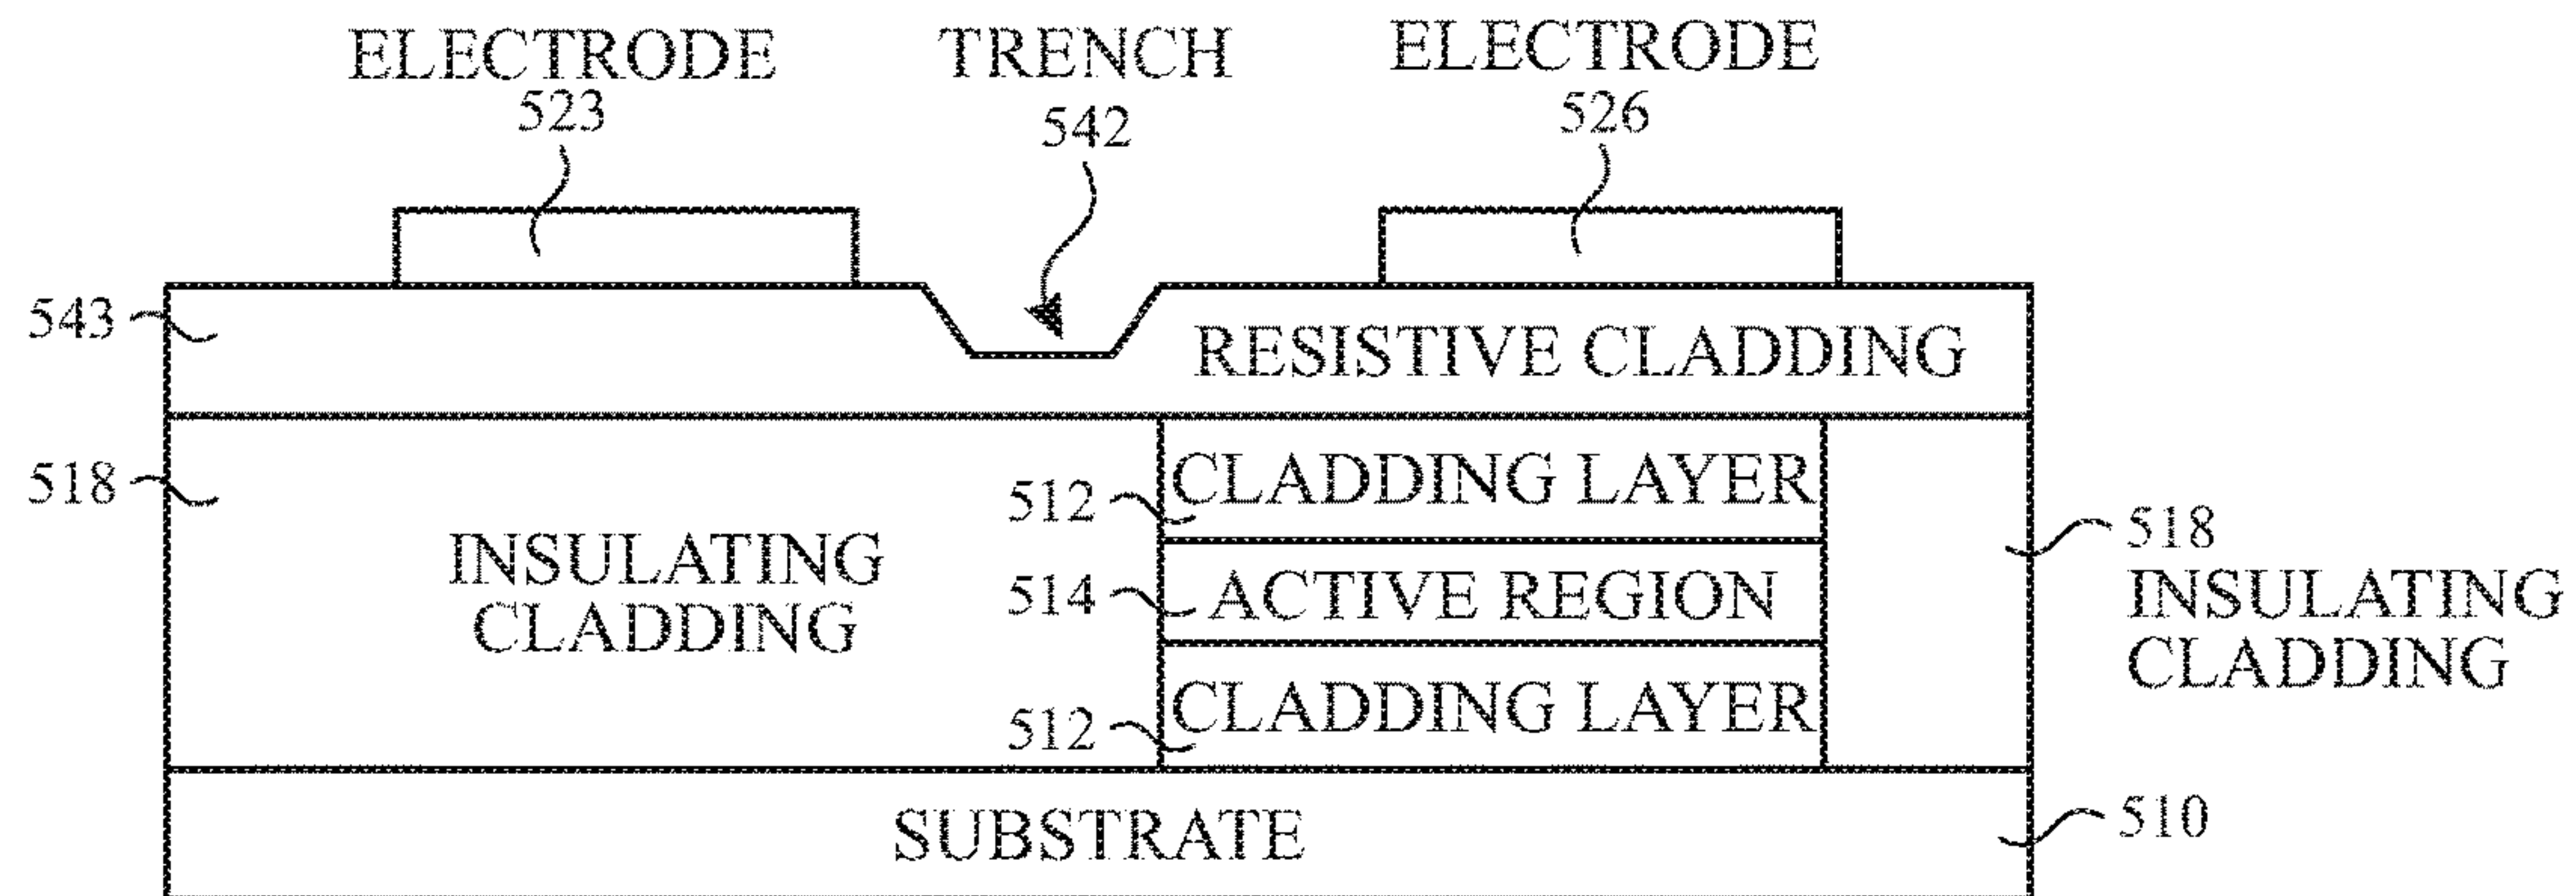 ELECTRODE
523
TRENCH
542
ELECTRODE
526
543
RESISTIVE CLADDING
518
INSULATING
CLADDING
512
CLADDING LAYER
514
ACTIVE REGION
512
CLADDING LAYER
518
INSULATING
CLADDING
SUBSTRATE
510